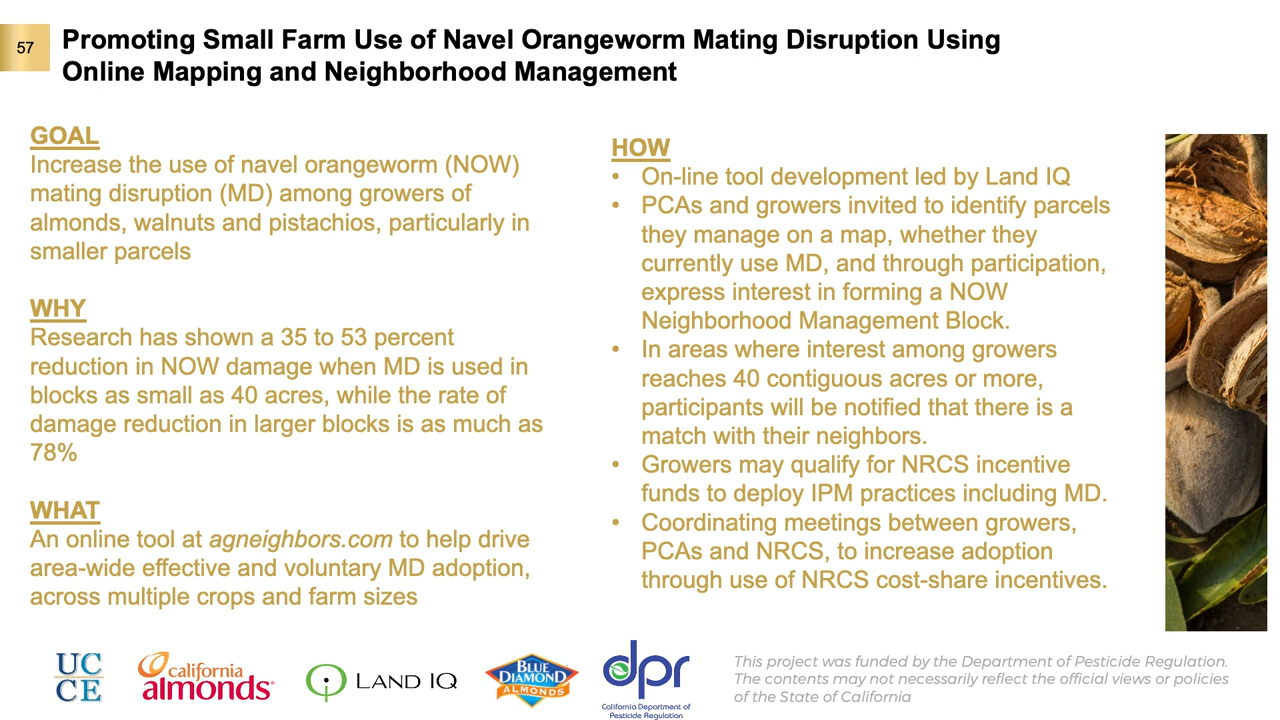 57
Promoting Small Farm Use of Navel Orangeworm Mating Disruption Using
Online Mapping and Neighborhood Management
GOAL
Increase the use of navel orangeworm (NOW)
mating disruption (MD) among growers of
almonds, walnuts and pistachios, particularly in
smaller parcels
WHY
Research has shown a 35 to 53 percent
reduction in NOW damage when MD is used in
blocks as small as 40 acres, while the rate of
damage reduction in larger blocks is as much as
78%
WHAT
An online tool at agneighbors.com to help drive
area-wide effective and voluntary MD adoption,
across multiple crops and farm sizes
HOW
• On-line tool development led by Land IQ
• PCAs and growers invited to identify parcels
they manage on a map, whether they
currently use MD, and through participation,
express interest in forming a NOW
Neighborhood Management Block.
• In areas where interest among growers
reaches 40 contiguous acres or more,
participants will be notified that there is a
match with their neighbors.
• Growers may qualify for NRCS incentive
funds to deploy IPM practices including MD.
• Coordinating meetings between growers,
PCAs and NRCS, to increase adoption
through use of NRCS cost-share incentives.
UC
CE
california
almonds®
LAND IQ
BLUE
DIAMOND
ALMONDS
dpr
California Department of
Pesticide Regulation
This project was funded by the Department of Pesticide Regulation.
The contents may not necessarily reflect the official views or policies
of the State of California